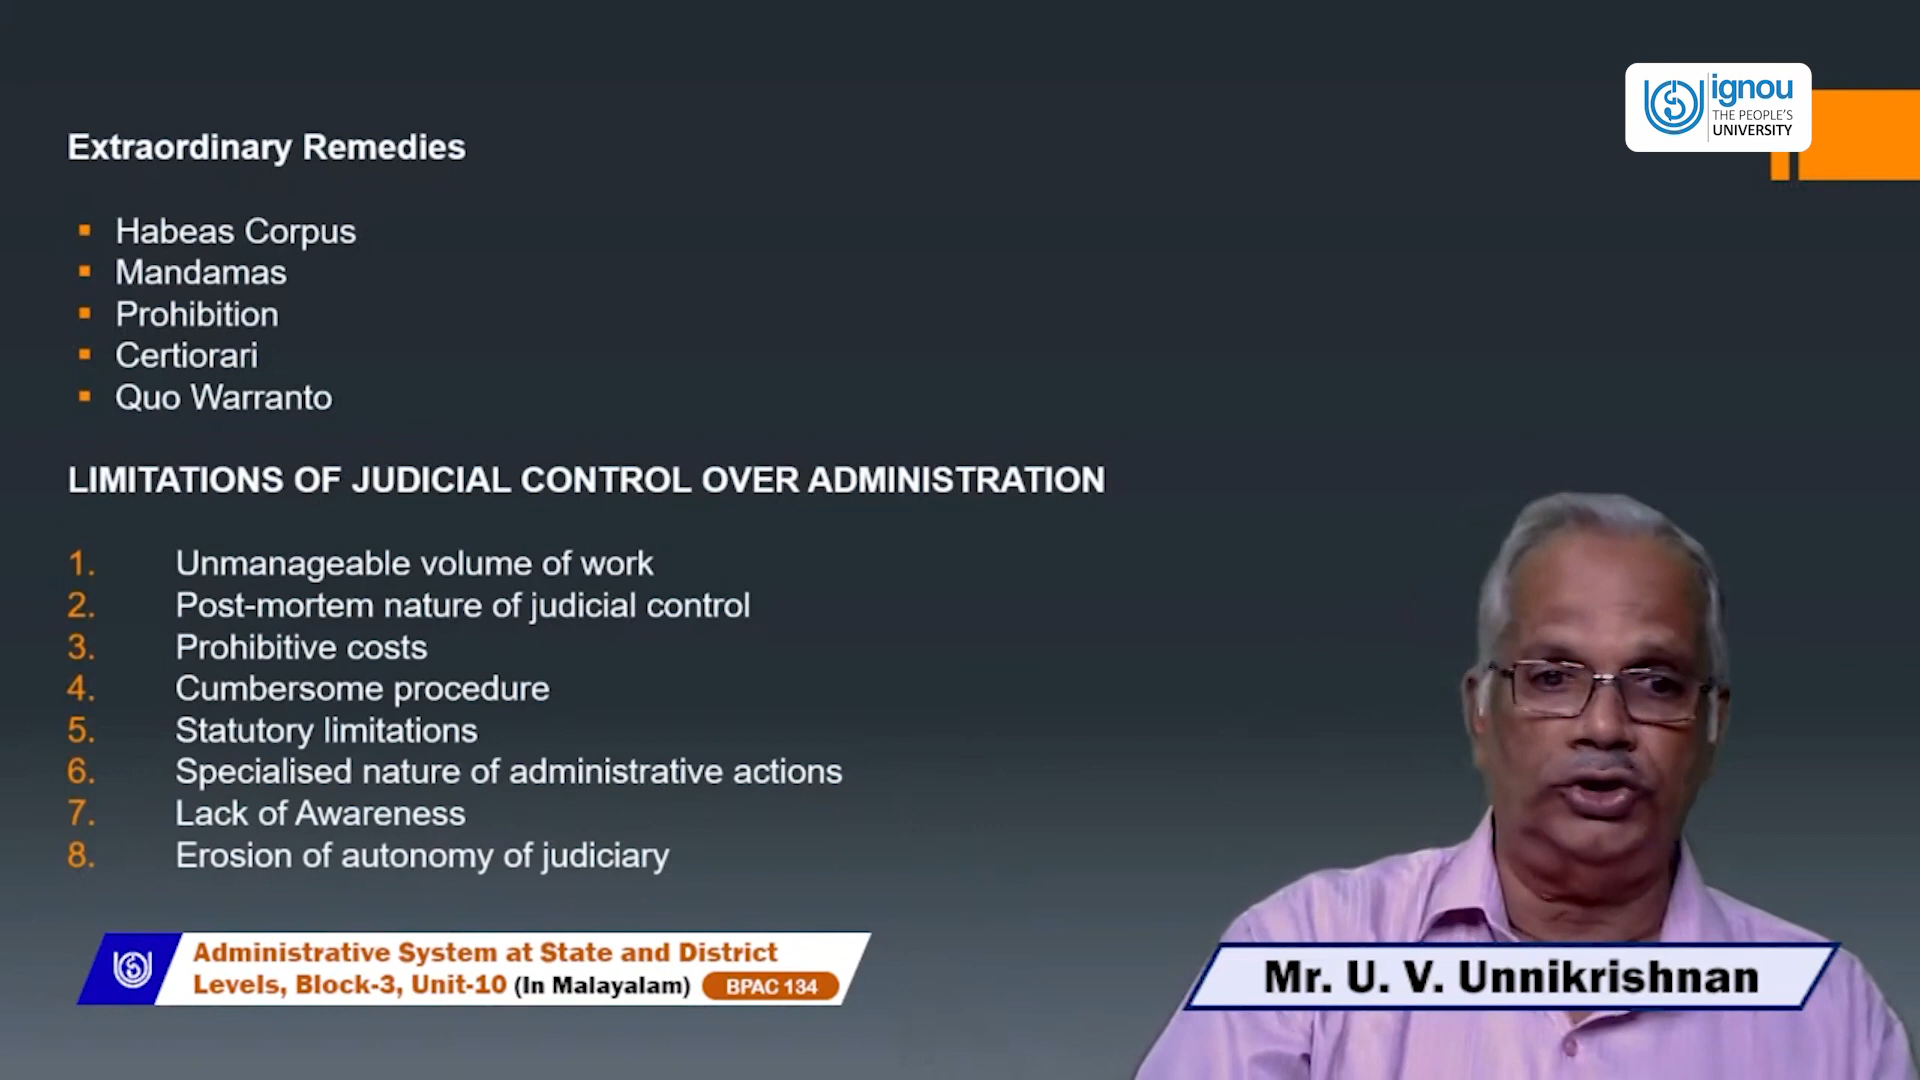 ignou
THE PEOPLE'S
UNIVERSITY
Extraordinary Remedies
Habeas Corpus
Mandamas
Prohibition
Certiorari
Quo Warranto
LIMITATIONS OF JUDICIAL CONTROL OVER ADMINISTRATION
1. Unmanageable volume of work
2. Post-mortem nature of judicial control
3. Prohibitive costs
4. Cumbersome procedure
5. Statutory limitations
6. Specialised nature of administrative actions
7. Lack of Awareness
8. Erosion of autonomy of judiciary
Administrative System at State and District
Levels, Block-3, Unit-10 (In Malayalam) BPAC 134
Mr. U. V. Unnikrishnan